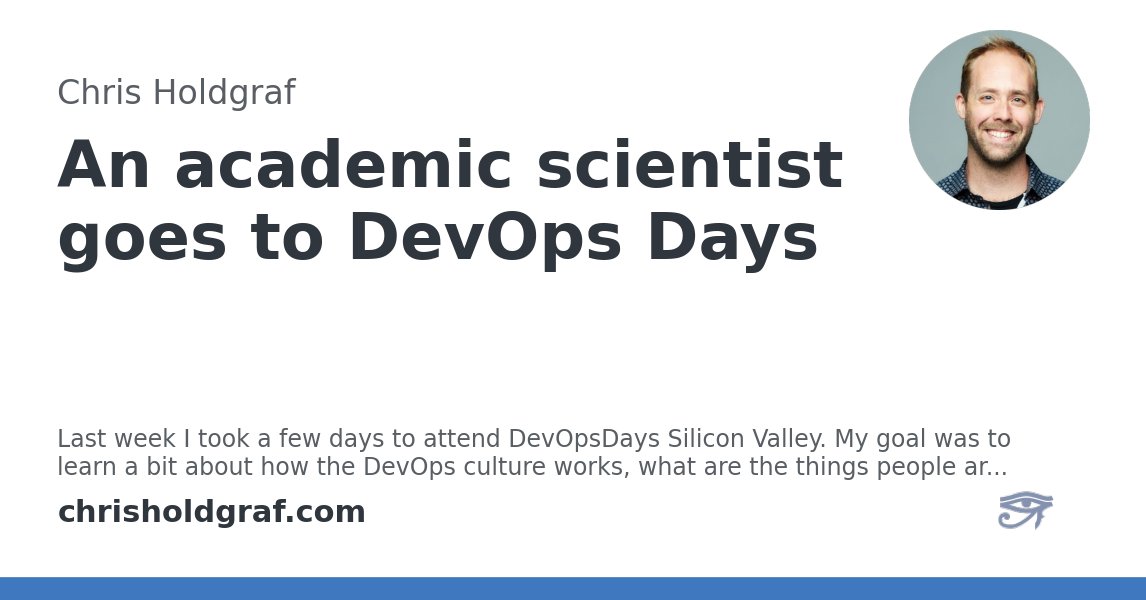 Chris Holdgraf
An academic scientist
goes to DevOps Days
Last week I took a few days to attend DevOpsDays Silicon Valley. My goal was to
learn a bit about how the DevOps culture works, what are the things people ar...
chrisholdgraf.com